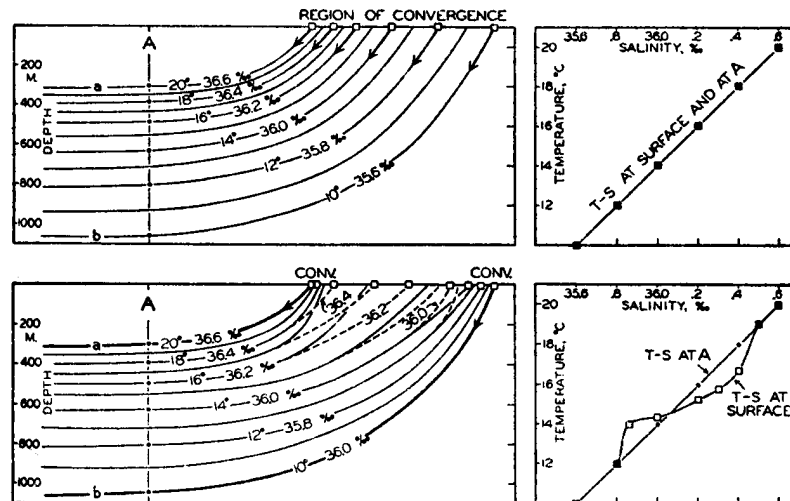 REGION OF CONVERGENCE
A
200
M.
400
600
800
1000
DEPTH
a
20° 36.6 ‰
18° 36.4 ‰
16° 36.2 ‰
14° 36.0 ‰
12° 35.8 ‰
10° 35.6 ‰
b
35.6 .8 36.0 .2 .4 .6
SALINITY, ‰
20
18
16
14
12
TEMPERATURE, °C
T-S AT SURFACE AND AT A
CONV. CONV.
A
200
M.
400
600
800
1000
DEPTH
a
20° 36.6 ‰
18° 36.4 ‰
16° 36.2 ‰
14° 36.0 ‰
12° 35.8 ‰
10° 36.0 ‰
b
36.4
36.2
36.0
35.6 .8 36.0 .2 .4 .6
SALINITY, ‰
20
18
16
14
12
TEMPERATURE, °C
T-S AT A
T-S AT
SURFACE